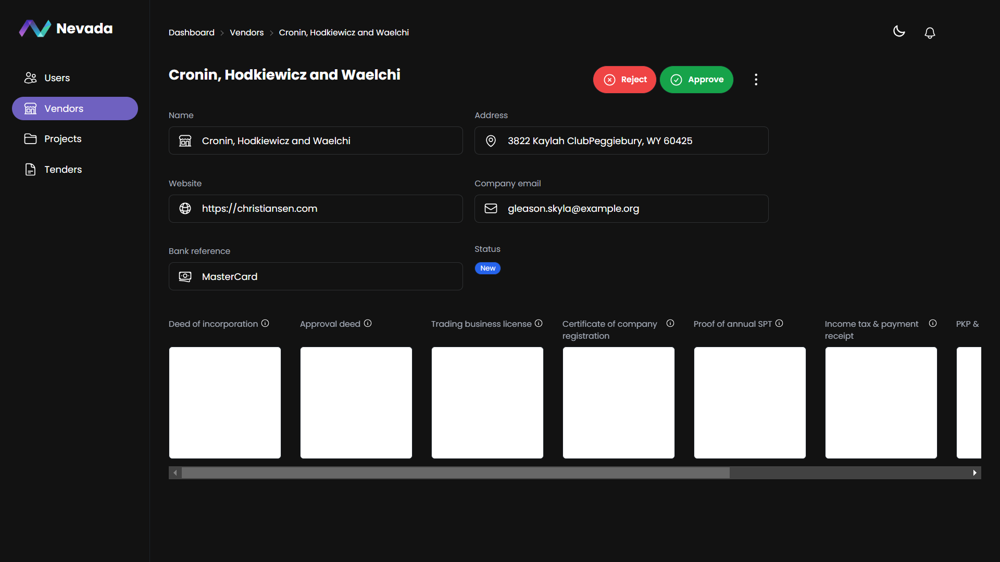 Nevada
Dashboard > Vendors > Cronin, Hodkiewicz and Waelchi
Users
Vendors
Projects
Tenders
Cronin, Hodkiewicz and Waelchi
Reject
Approve
Name
Cronin, Hodkiewicz and Waelchi
Address
3822 Kaylah ClubPeggiebury, WY 60425
Website
https://christiansen.com
Company email
gleason.skyla@example.org
Bank reference
MasterCard
Status
New
Deed of incorporation
Approval deed
Trading business license
Certificate of company
registration
Proof of annual SPT
Income tax & payment
receipt
PKP &